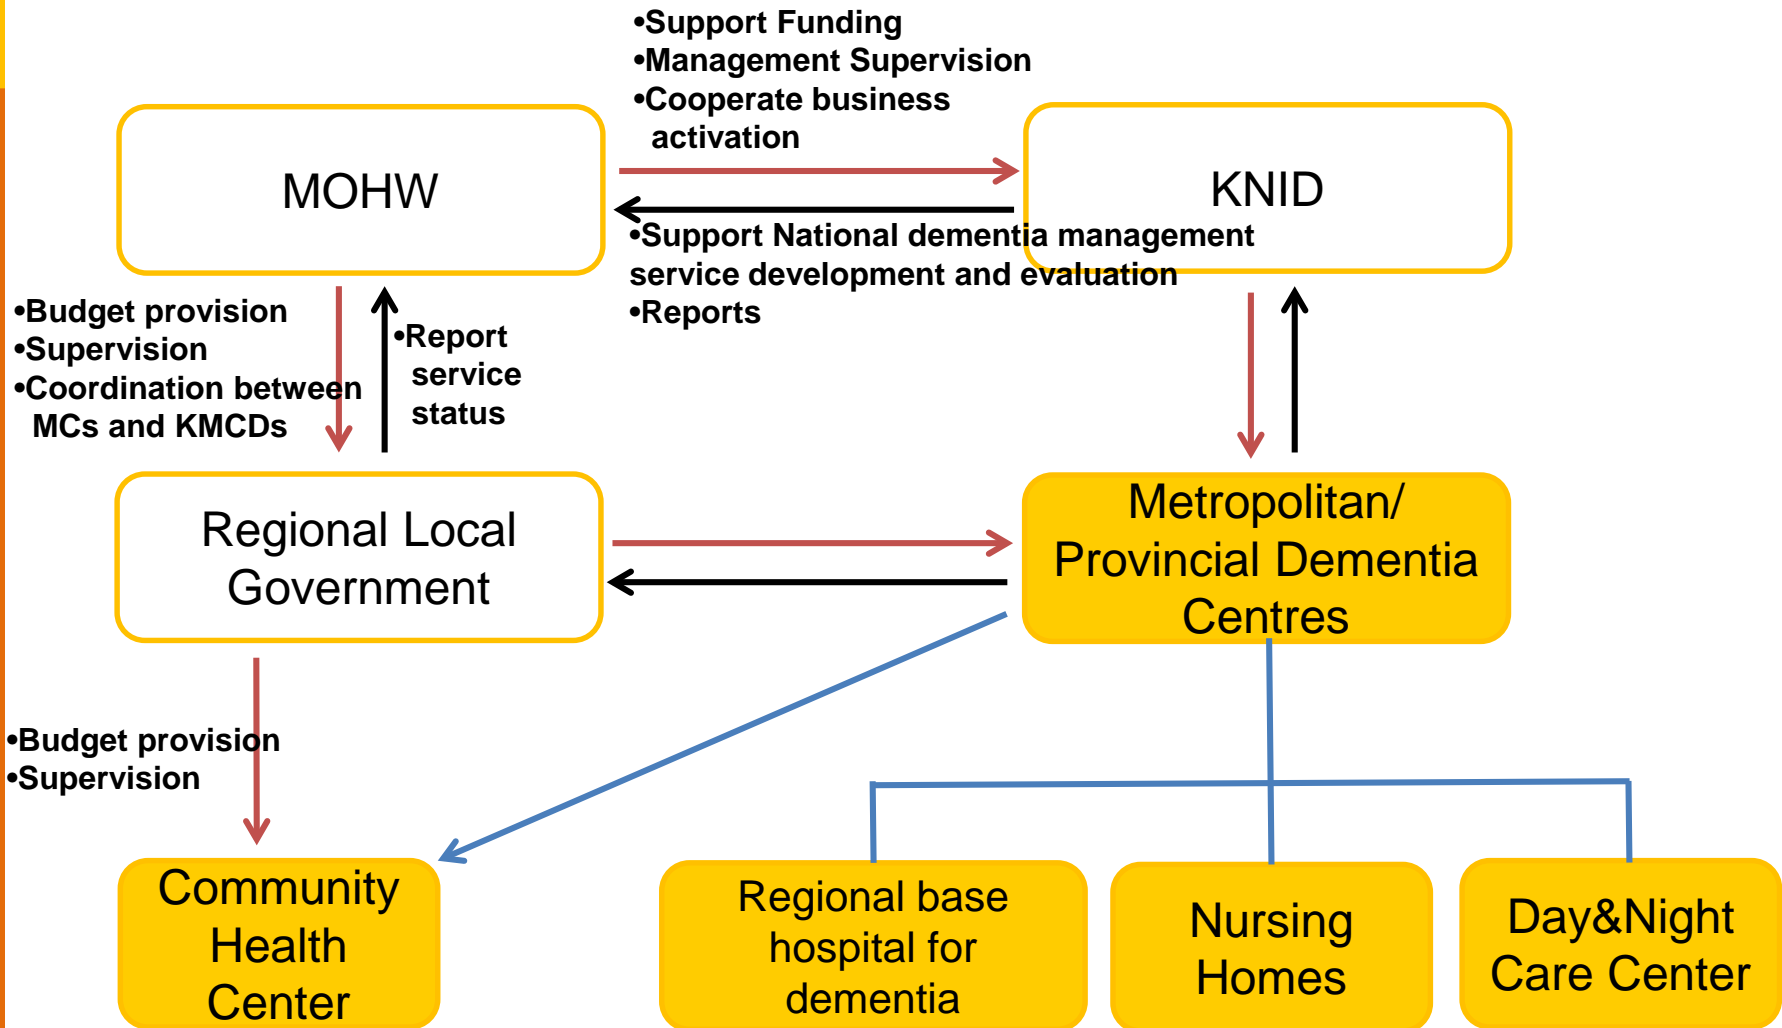 •Support Funding
•Management Supervision
•Cooperate business
activation
MOHW
KNID
•Support National dementia management
service development and evaluation
•Reports
•Budget provision
•Supervision
•Coordination between
MCs and KMCDs
•Report
service
status
Regional Local
Government
Metropolitan/
Provincial Dementia
Centres
•Budget provision
•Supervision
Community
Health
Center
Regional base
hospital for
dementia
Nursing
Homes
Day&Night
Care Center